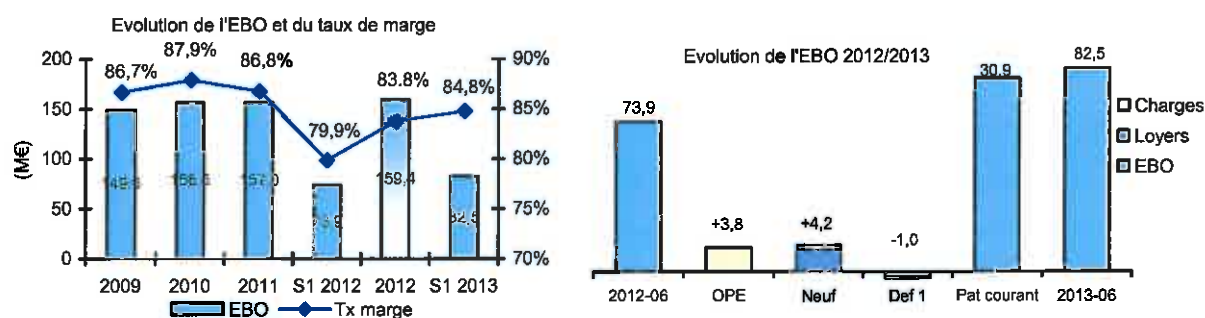 Evolution de l'EBO et du taux de marge
200
150
100
50
0
(M€)
90%
85%
80%
75%
70%
86,7%
87,9%
86,8%
79,9%
83.8%
84,8%
157,0
159,4
82,5
2009
2010
2011
S1 2012
2012
S1 2013
EBO
Tx marge
Evolution de l'EBO 2012/2013
73,9
+3,8
+4,2
-1,0
30,9
82,5
Charges
Loyers
EBO
2012-06
OPE
Neuf
Def 1
Pat courant
2013-06